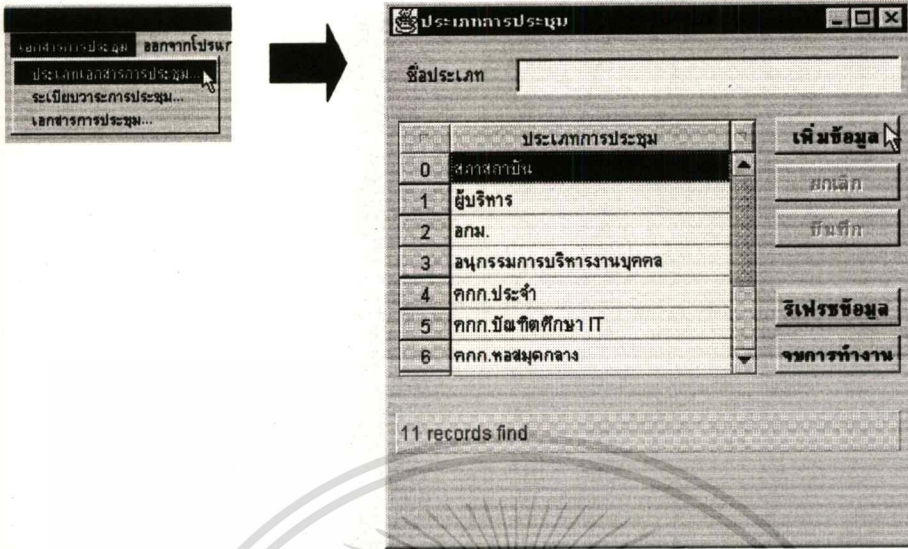 เอกสารการประชุม ออกจากโปรแกร
ประเภทเอกสารการประชุม...
ระเบียบวาระการประชุม...
เอกสารการประชุม...
ประเภทการประชุม
ชื่อประเภท
ประเภทการประชุม
0 สภาสถาบัน
1 ผู้บริหาร
2 อกม.
3 อนุกรรมการบริหารงานบุคคล
4 คกก.ประจำ
5 คกก.บัณฑิตศึกษา IT
6 คกก.หอสมุดกลาง
เพิ่มข้อมูล
ยกเลิก
บันทึก
รีเฟรชข้อมูล
จบการทำงาน
11 records find